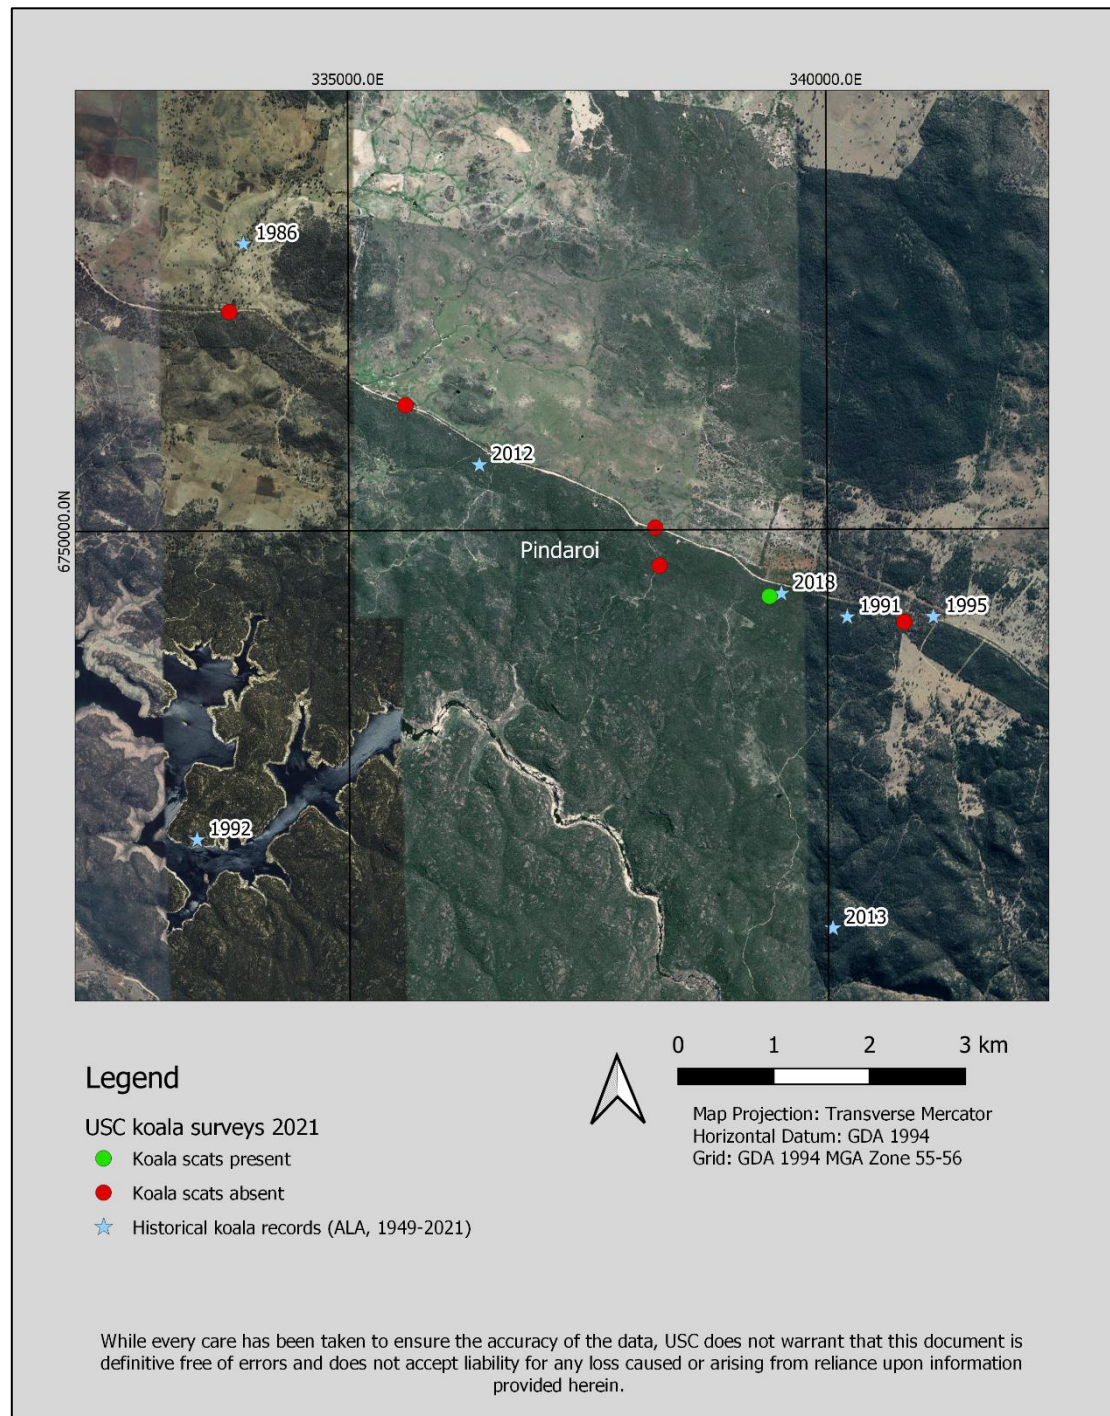 335000.0E
340000.0E
1986
2012
6750000.0N
Pindaroi
2018
1991
1995
1992
2013
0 1 2 3 km
Legend
USC koala surveys 2021
Koala scats present
Koala scats absent
Historical koala records (ALA, 1949-2021)
Map Projection: Transverse Mercator
Horizontal Datum: GDA 1994
Grid: GDA 1994 MGA Zone 55-56
While every care has been taken to ensure the accuracy of the data, USC does not warrant that this document is
definitive free of errors and does not accept liability for any loss caused or arising from reliance upon information
provided herein.